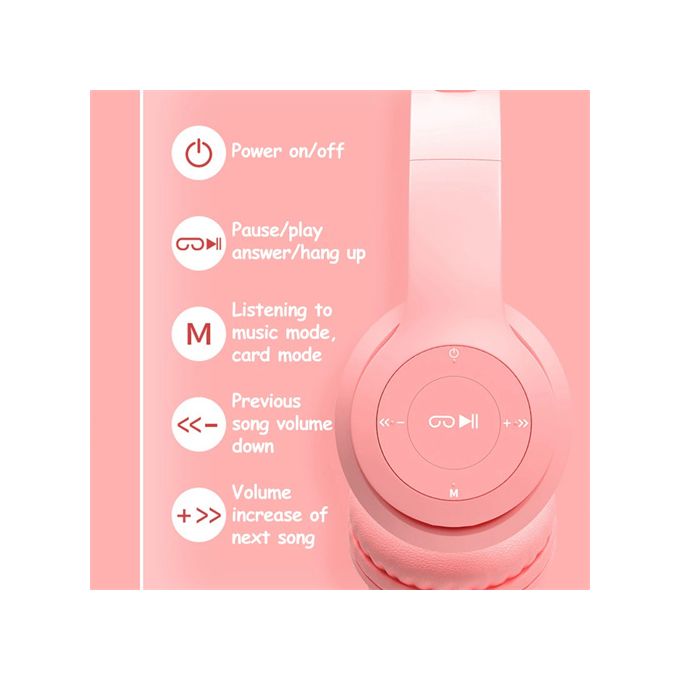 Power on/off
Pause/play
answer/hang up
M
Listening to
music mode,
card mode
<<-
Previous
song volume
down
+>>
Volume
increase of
next song
<<-
+>>
M